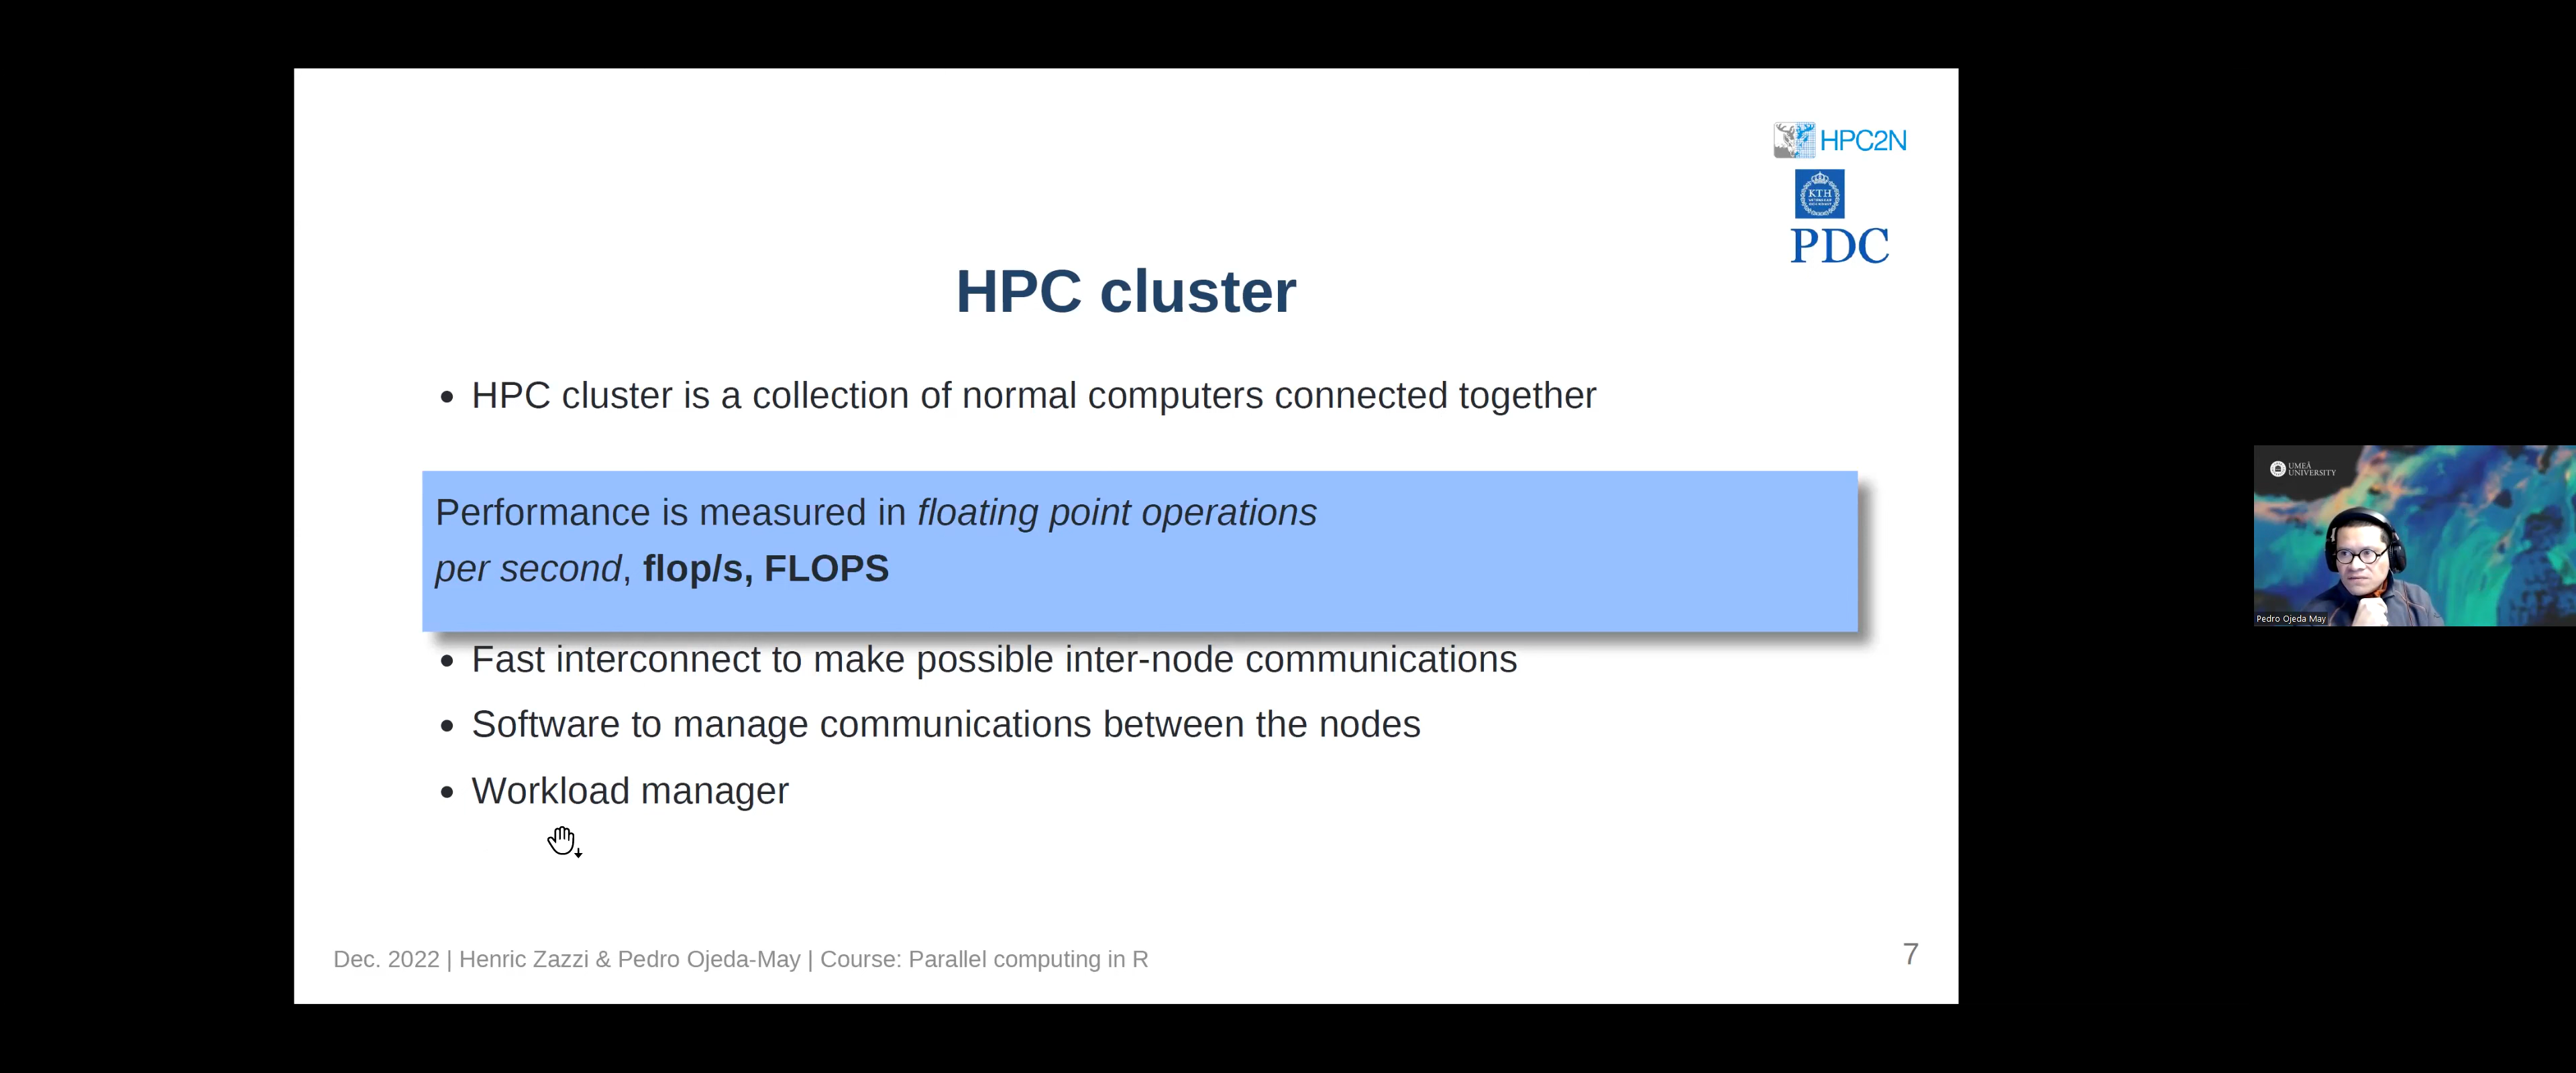 HPC2N
KTH
PDC
HPC cluster
HPC cluster is a collection of normal computers connected together
Performance is measured in floating point operations
per second, flop/s, FLOPS
Fast interconnect to make possible inter-node communications
Software to manage communications between the nodes
Workload manager
Dec. 2022 | Henric Zazzi & Pedro Ojeda-May | Course: Parallel computing in R
7
UMEÅ
UNIVERSITY
Pedro Ojeda May